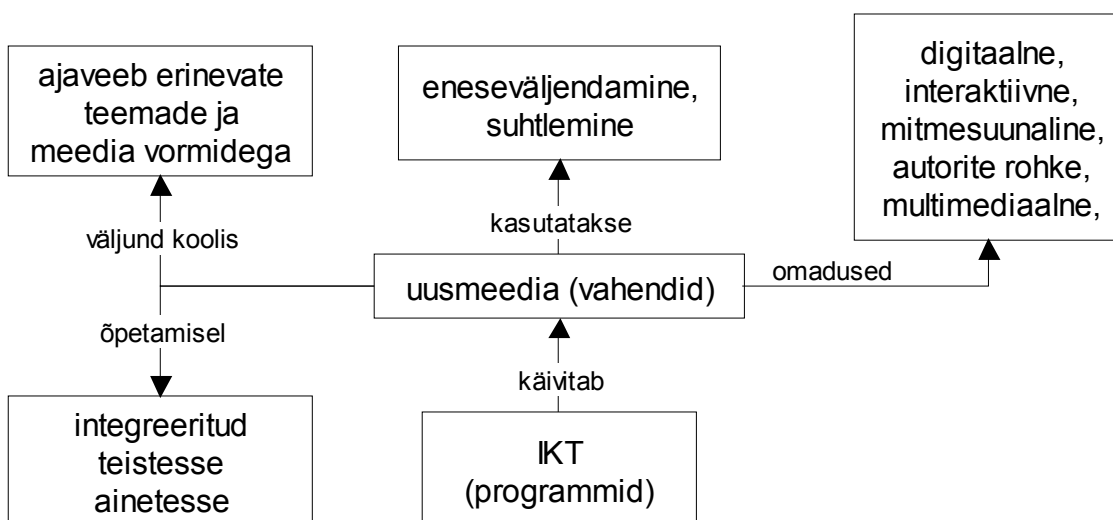 ajaveeb erinevate
teemade ja
meedia vormidega
eneseväljendamine,
suhtlemine
digitaalne,
interaktiivne,
mitmesuunaline,
autorite rohke,
multimediaalne,
väljund koolis
kasutatakse
uusmeedia (vahendid)
omadused
õpetamisel
käivitab
integreeritud
teistesse
ainetesse
IKT
(programmid)